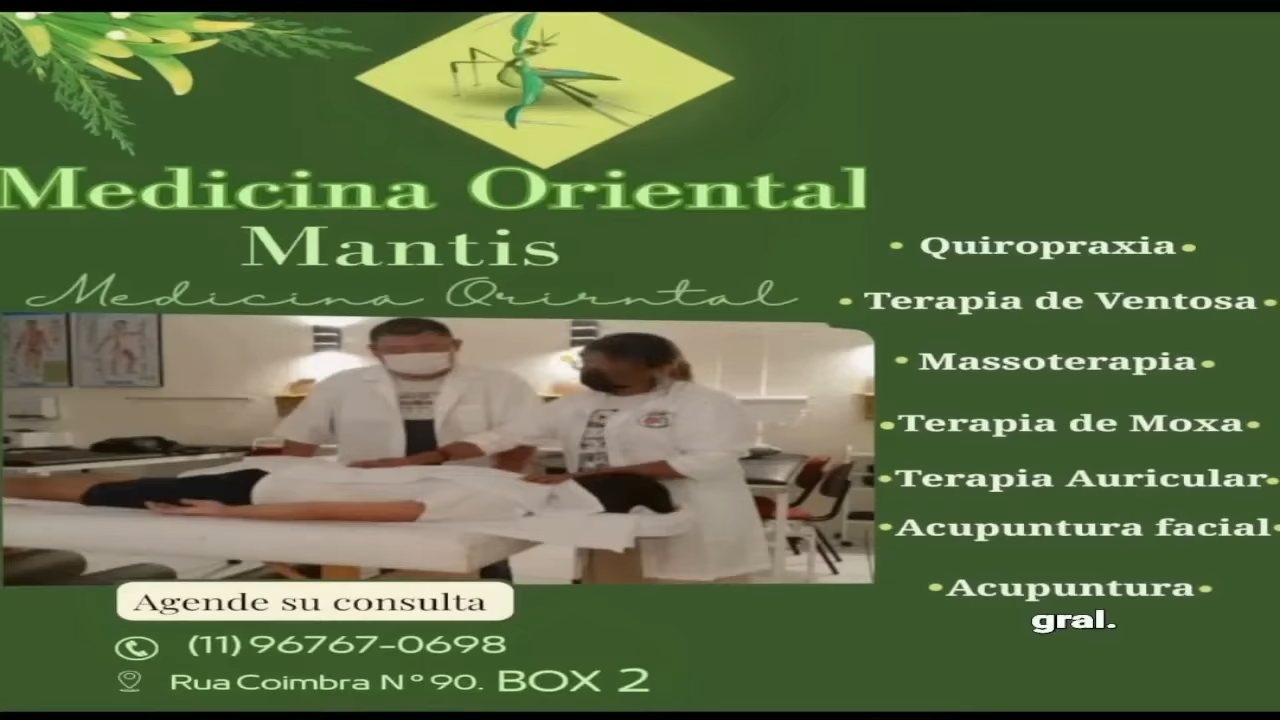 Medicina Oriental
Mantis
Medicina Orirntal
Quiropraxia
Terapia de Ventosa
Massoterapia
Terapia de Moxa
Terapia Auricular
Acupuntura facial
Acupuntura
gral.
Agende su consulta
(11) 96767-0698
Rua Coimbra N° 90. BOX 2